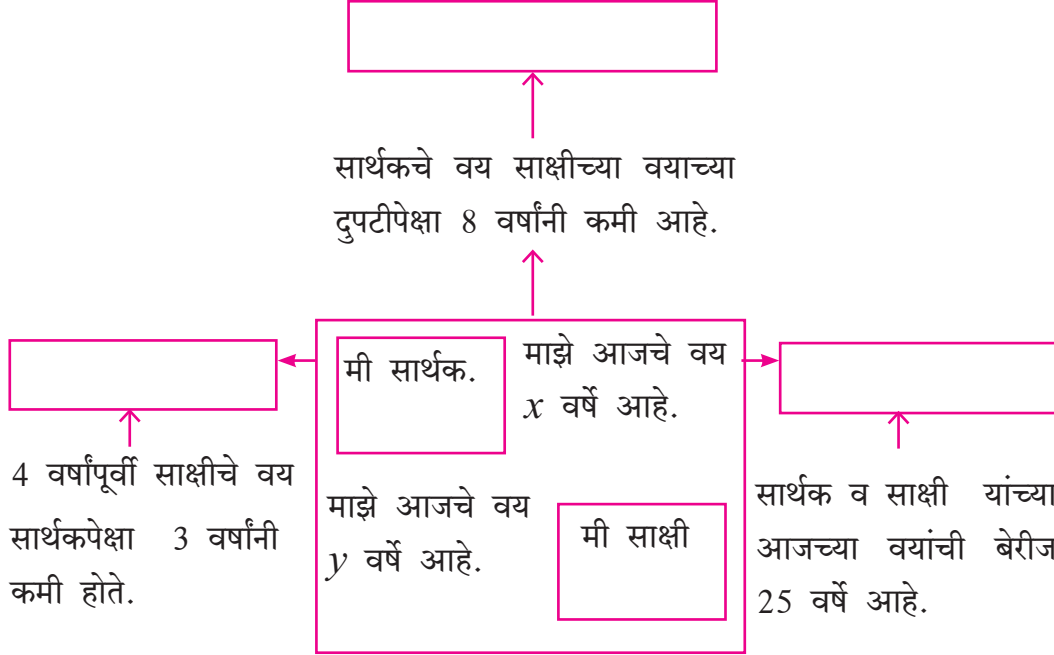 सार्थकचे वय साक्षीच्या वयाच्या
दुपटीपेक्षा 8 वर्षांनी कमी आहे.
मी सार्थक.
माझे आजचे वय
x वर्षे आहे.
4 वर्षांपूर्वी साक्षीचे वय
सार्थकपेक्षा 3 वर्षांनी
कमी होते.
माझे आजचे वय
y वर्षे आहे.
मी साक्षी
सार्थक व साक्षी यांच्या
आजच्या वयांची बेरीज
25 वर्षे आहे.